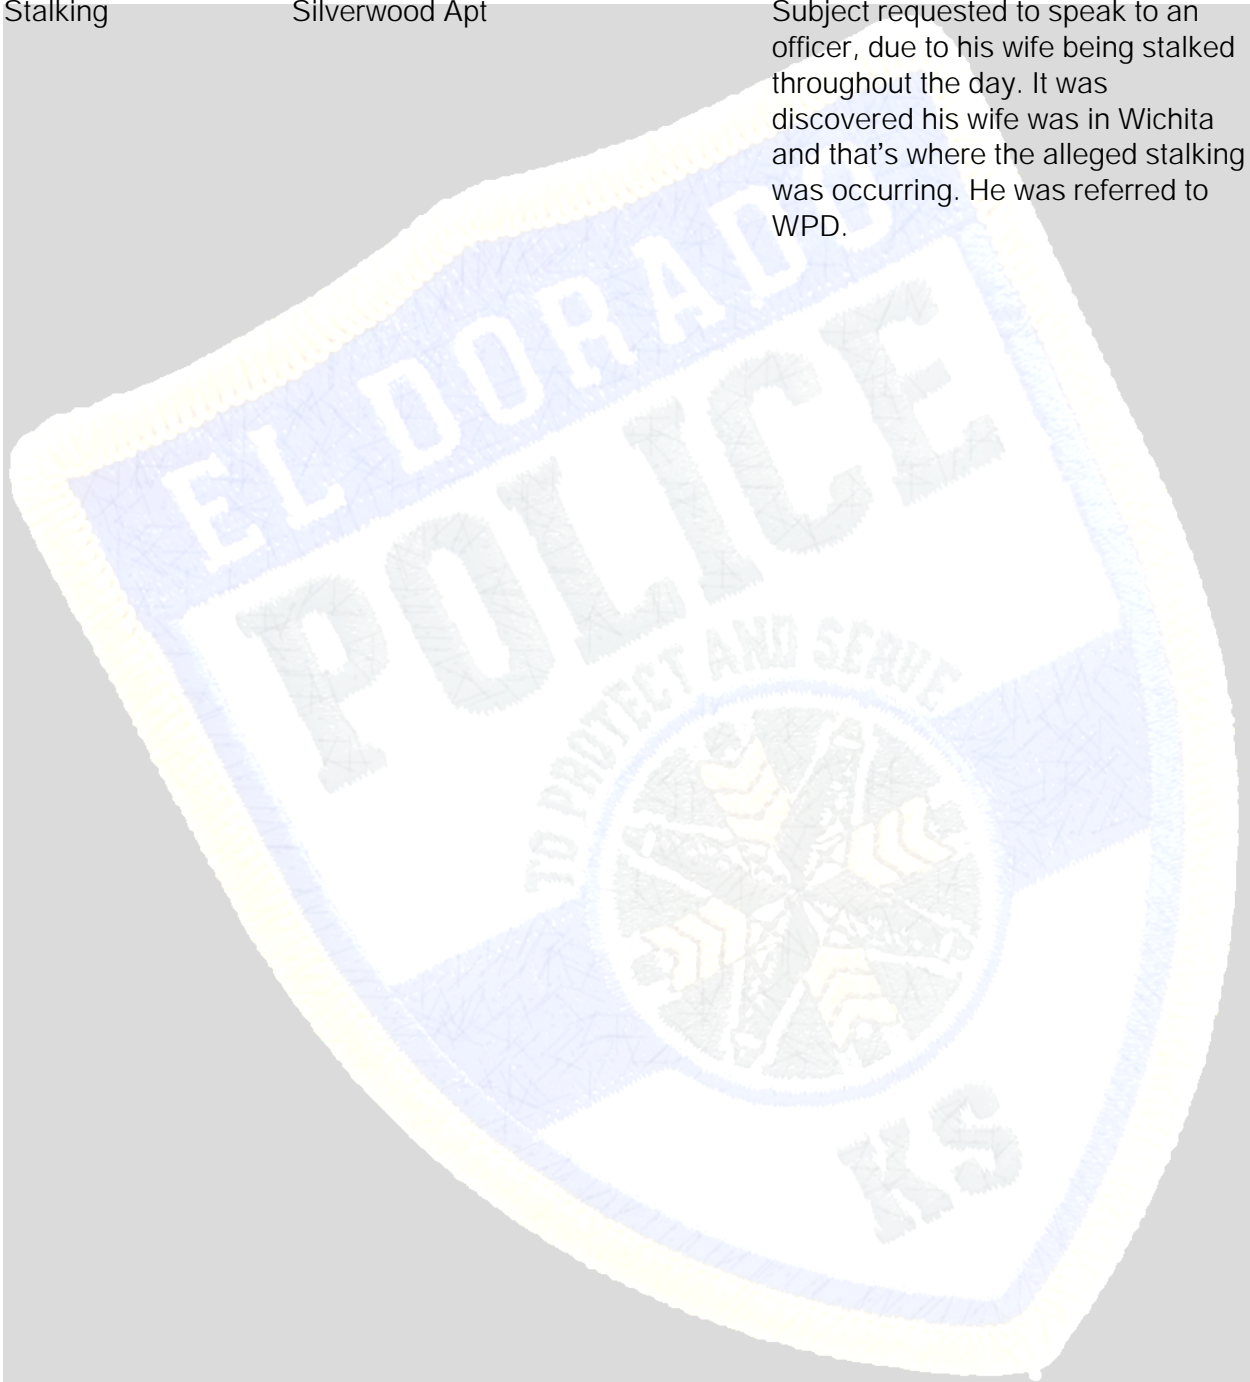 Stalking
Silverwood Apt
Subject requested to speak to an
officer, due to his wife being stalked
throughout the day. It was
discovered his wife was in Wichita
and that's where the alleged stalking
was occurring. He was referred to
WPD.
EL DORADO
POLICE
TO PROTECT AND SERVE
KS